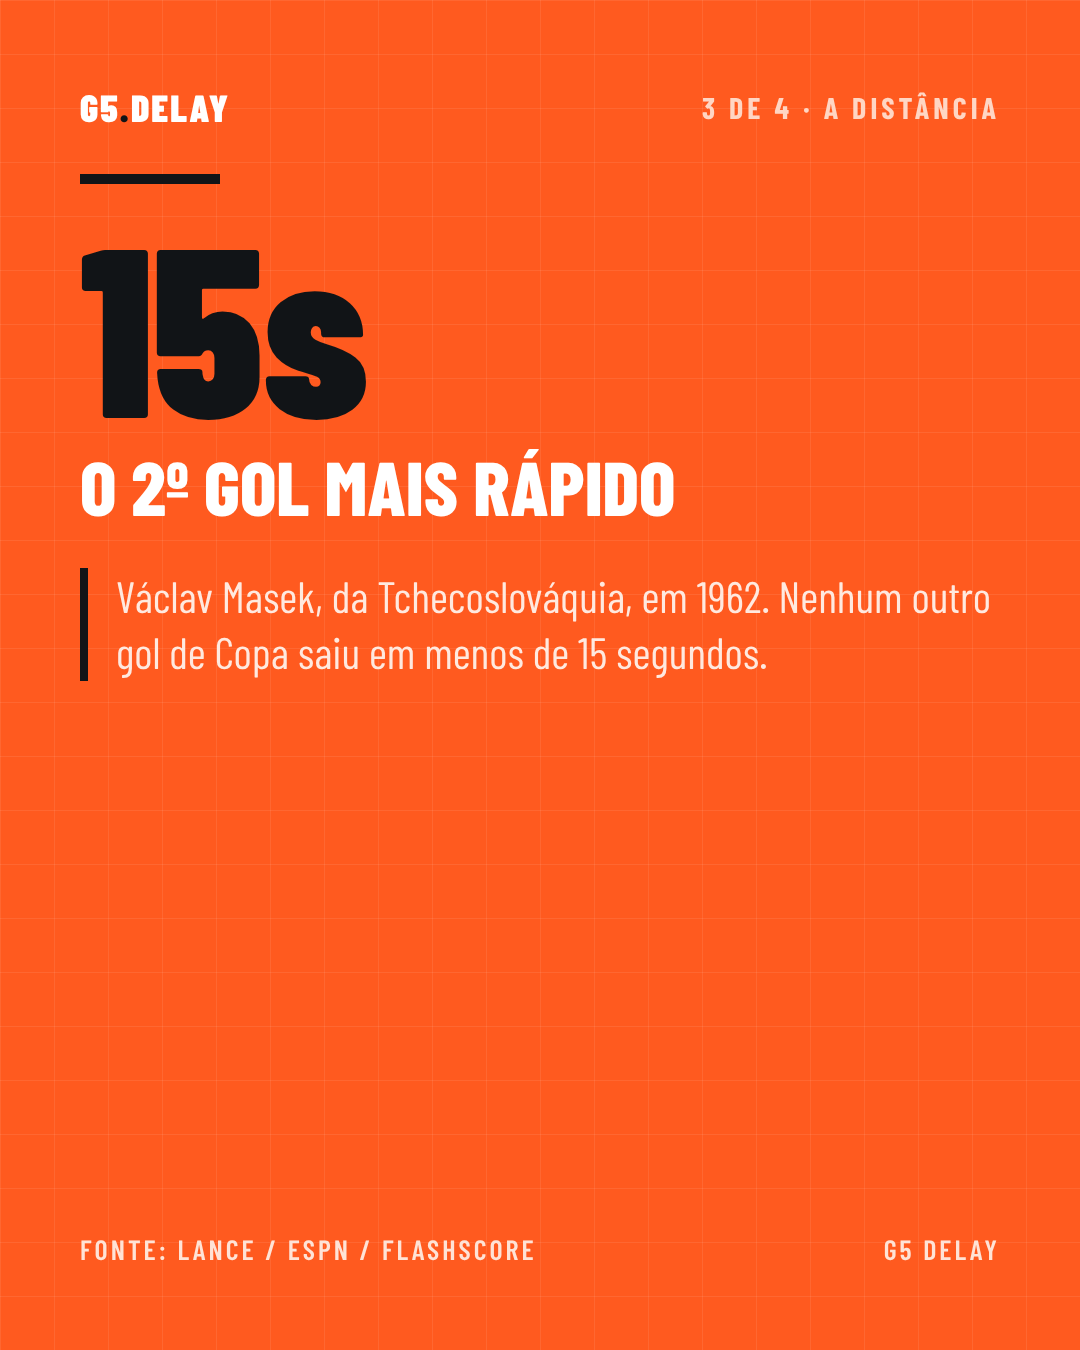 G5.DELAY
3 DE 4 · A DISTÂNCIA
15s
O 2º GOL MAIS RÁPIDO
Václav Masek, da Tchecoslováquia, em 1962. Nenhum outro
gol de Copa saiu em menos de 15 segundos.
FONTE: LANCE / ESPN / FLASHSCORE
G5 DELAY